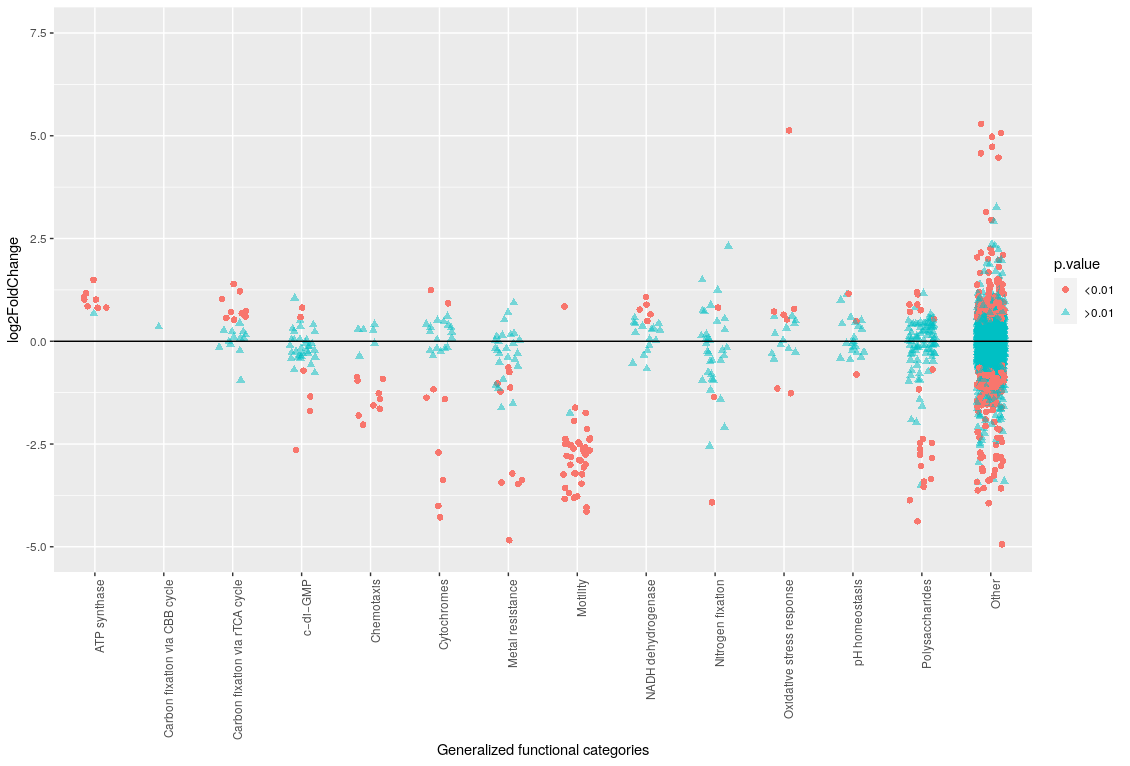 7.5
5.0
2.5
0.0
-2.5
-5.0
log2FoldChange
ATP synthase
Carbon fixation via CBB cycle
Carbon fixation via rTCA cycle
c-di-GMP
Chemotaxis
Cytochromes
Metal resistance
Motility
NADH dehydrogenase
Nitrogen fixation
Oxidative stress response
pH homeostasis
Polysaccharides
Other
Generalized functional categories
p.value
<0.01
>0.01